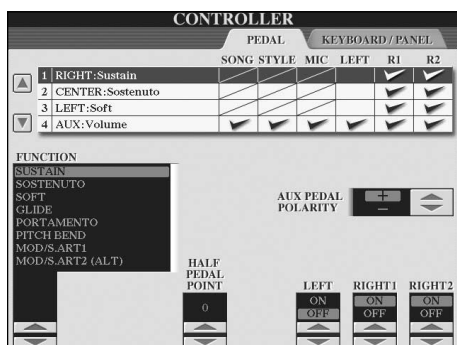 CONTROLLER
PEDAL KEYBOARD / PANEL
SONG STYLE MIC LEFT R1 R2
1 RIGHT:Sustain
2 CENTER:Sostenuto
3 LEFT:Soft
4 AUX:Volume
FUNCTION
SUSTAIN
SOSTENUTO
SOFT
GLIDE
PORTAMENTO
PITCH BEND
MOD/S.ART1
MOD/S.ART2 (ALT)
AUX PEDAL
POLARITY
+
−
HALF
PEDAL
POINT
0
LEFT RIGHT1 RIGHT2
ON ON ON
OFF OFF OFF